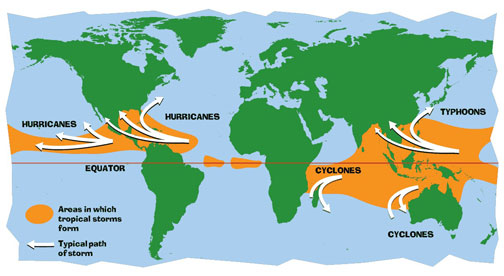 HURRICANES
HURRICANES
TYPHOONS
EQUATOR
CYCLONES
CYCLONES
Areas in which
tropical storms
form
Typical path
of storm